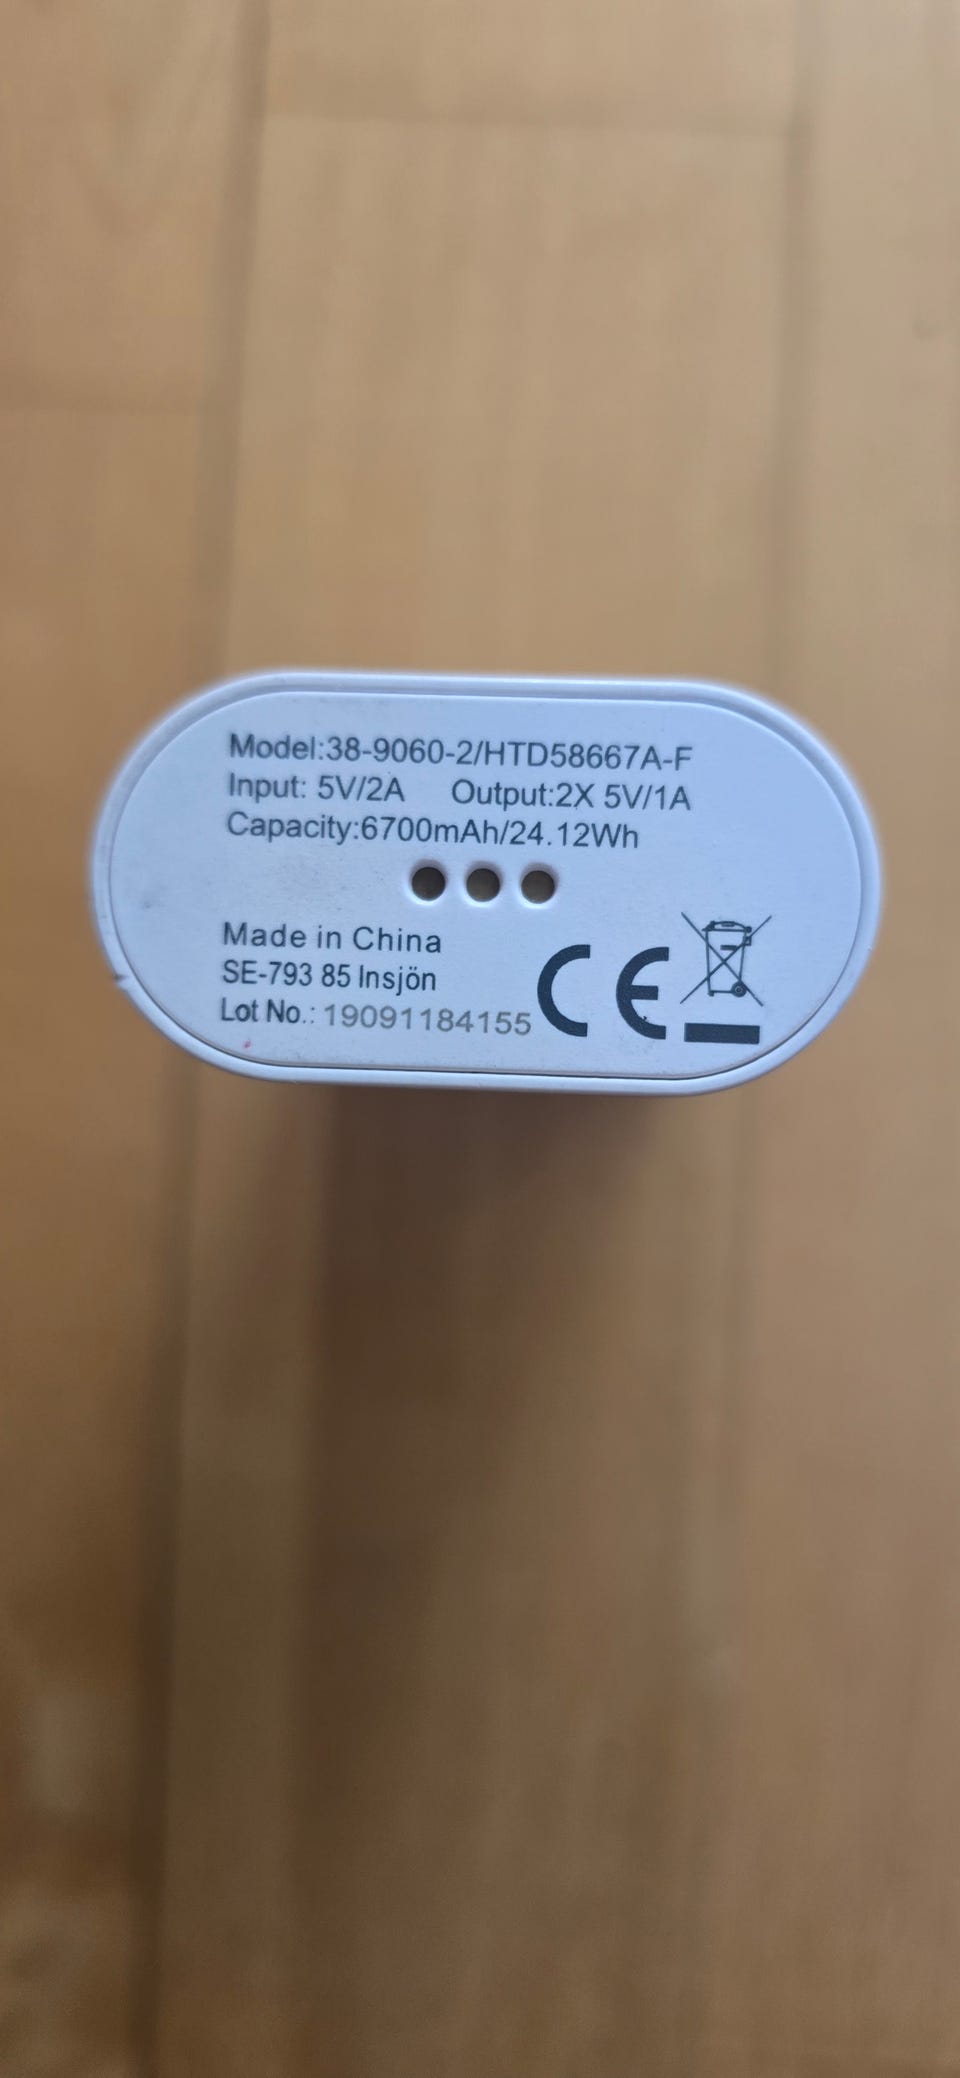 Model:38-9060-2/HTD58667A-F
Input: 5V/2A Output:2X 5V/1A
Capacity:6700mAh/24.12Wh
Made in China
SE-793 85 Insjön
Lot No.: 19091184155
CE